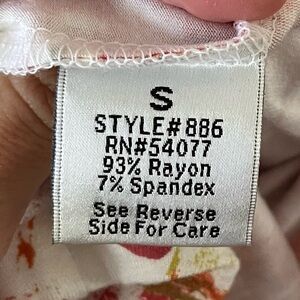 S
STYLE# 886
RN#54077
93% Rayon
7% Spandex
See Reverse
Side For Care